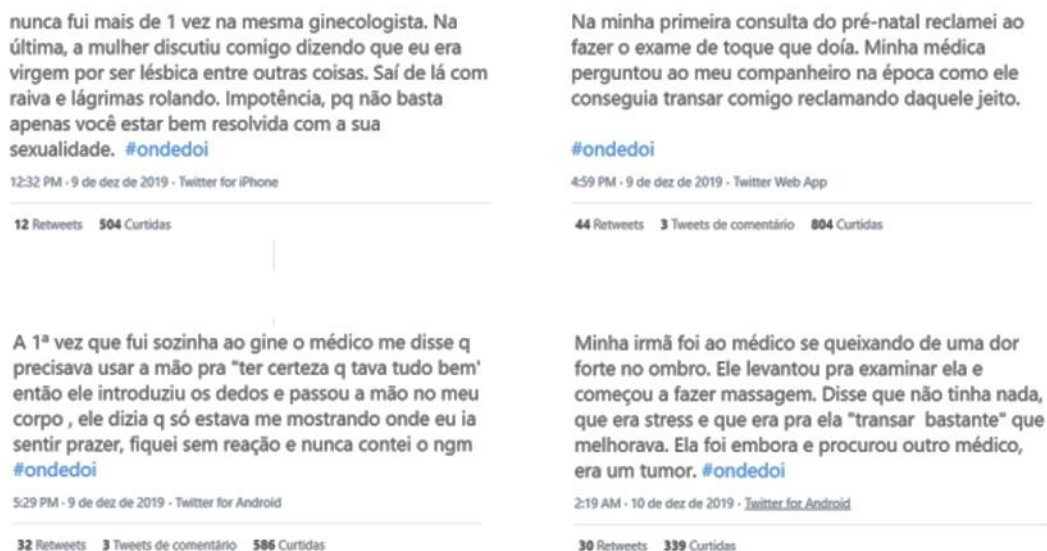 nunca fui mais de 1 vez na mesma ginecologista. Na
última, a mulher discutiu comigo dizendo que eu era
virgem por ser lésbica entre outras coisas. Saí de lá com
raiva e lágrimas rolando. Impotência, pq não basta
apenas você estar bem resolvida com a sua
sexualidade. #ondedoi
12:32 PM · 9 de dez de 2019 · Twitter for iPhone
12 Retweets 504 Curtidas
Na minha primeira consulta do pré-natal reclamei ao
fazer o exame de toque que doía. Minha médica
perguntou ao meu companheiro na época como ele
conseguia transar comigo reclamando daquele jeito.
#ondedoi
4:59 PM · 9 de dez de 2019 · Twitter Web App
44 Retweets 3 Tweets de comentário 804 Curtidas
A 1ª vez que fui sozinha ao gine o médico me disse q
precisava usar a mão pra "ter certeza q tava tudo bem'
então ele introduziu os dedos e passou a mão no meu
corpo , ele dizia q só estava me mostrando onde eu ia
sentir prazer, fiquei sem reação e nunca contei o ngm
#ondedoi
5:29 PM · 9 de dez de 2019 · Twitter for Android
32 Retweets 3 Tweets de comentário 586 Curtidas
Minha irmã foi ao médico se queixando de uma dor
forte no ombro. Ele levantou pra examinar ela e
começou a fazer massagem. Disse que não tinha nada,
que era stress e que era pra ela "transar bastante" que
melhorava. Ela foi embora e procurou outro médico,
era um tumor. #ondedoi
2:19 AM · 10 de dez de 2019 · Twitter for Android
30 Retweets 339 Curtidas